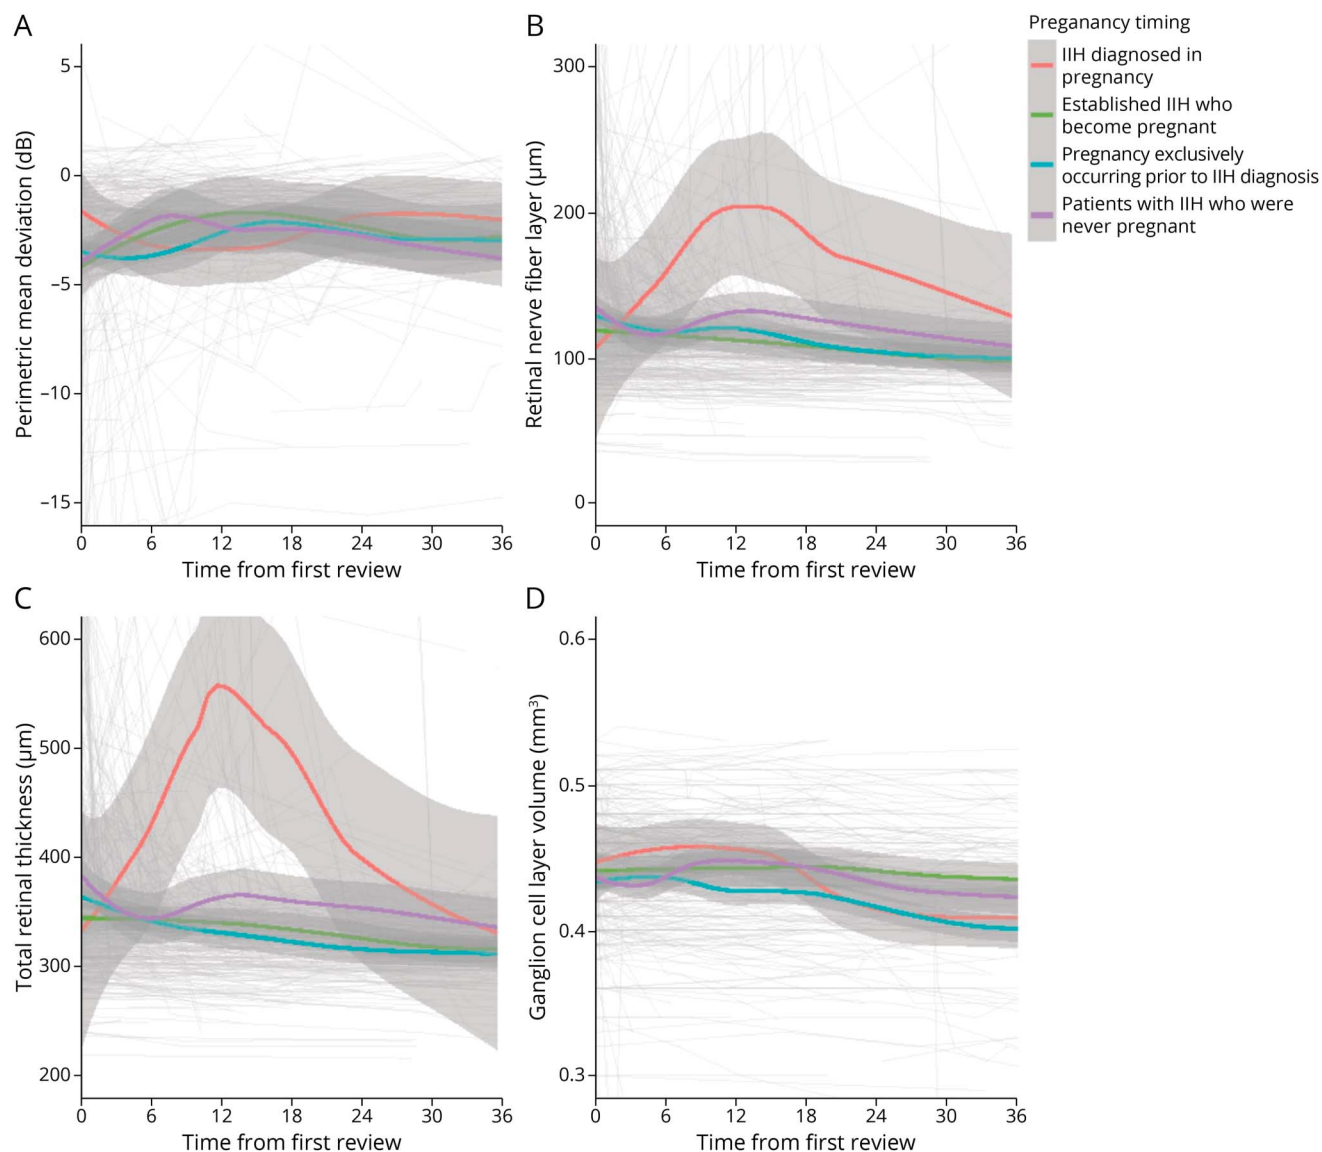 A
5
0
−5
−10
−15
Perimetric mean deviation (dB)
0 6 12 18 24 30 36
Time from first review
B
300
200
100
0
Retinal nerve fiber layer (μm)
0 6 12 18 24 30 36
Time from first review
Preganancy timing
IIH diagnosed in
pregnancy
Established IIH who
become pregnant
Pregnancy exclusively
occurring prior to IIH diagnosis
Patients with IIH who were
never pregnant
C
600
500
400
300
200
Total retinal thickness (μm)
0 6 12 18 24 30 36
Time from first review
D
0.6
0.5
0.4
0.3
Ganglion cell layer volume (mm³)
0 6 12 18 24 30 36
Time from first review